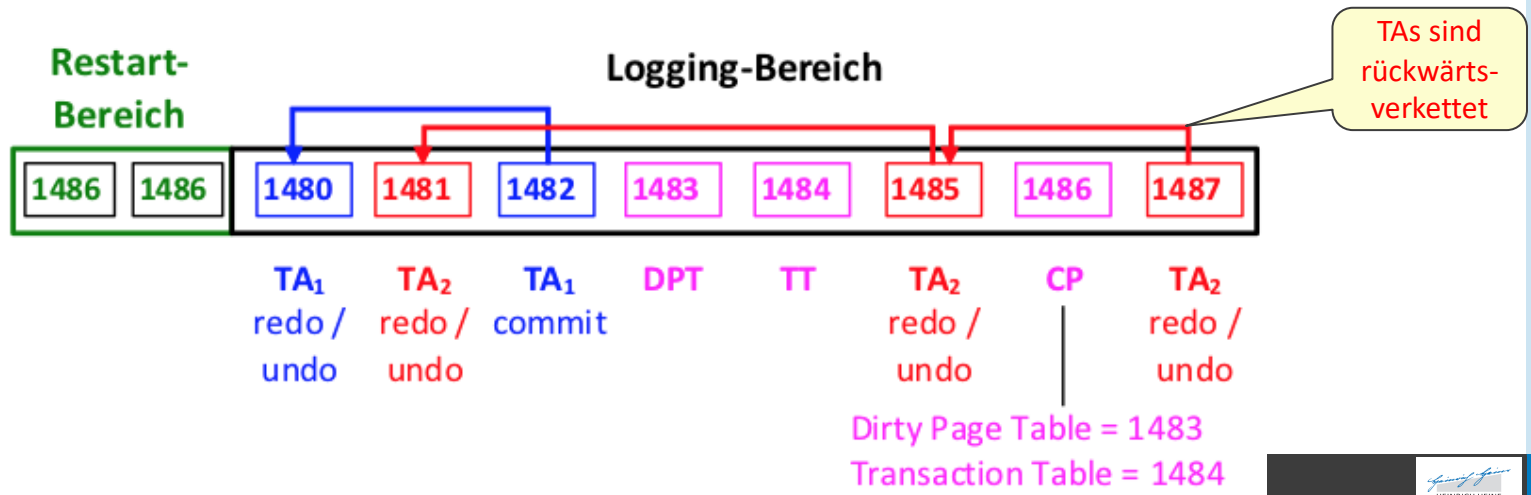 TAs sind
rückwärts-
verkettet
Restart-
Bereich
Logging-Bereich
1486 1486 1480 1481 1482 1483 1484 1485 1486 1487
TA₁ TA₂ TA₁ DPT TT TA₂ CP TA₂
redo / redo / commit redo / redo /
undo undo undo undo
Dirty Page Table = 1483
Transaction Table = 1484